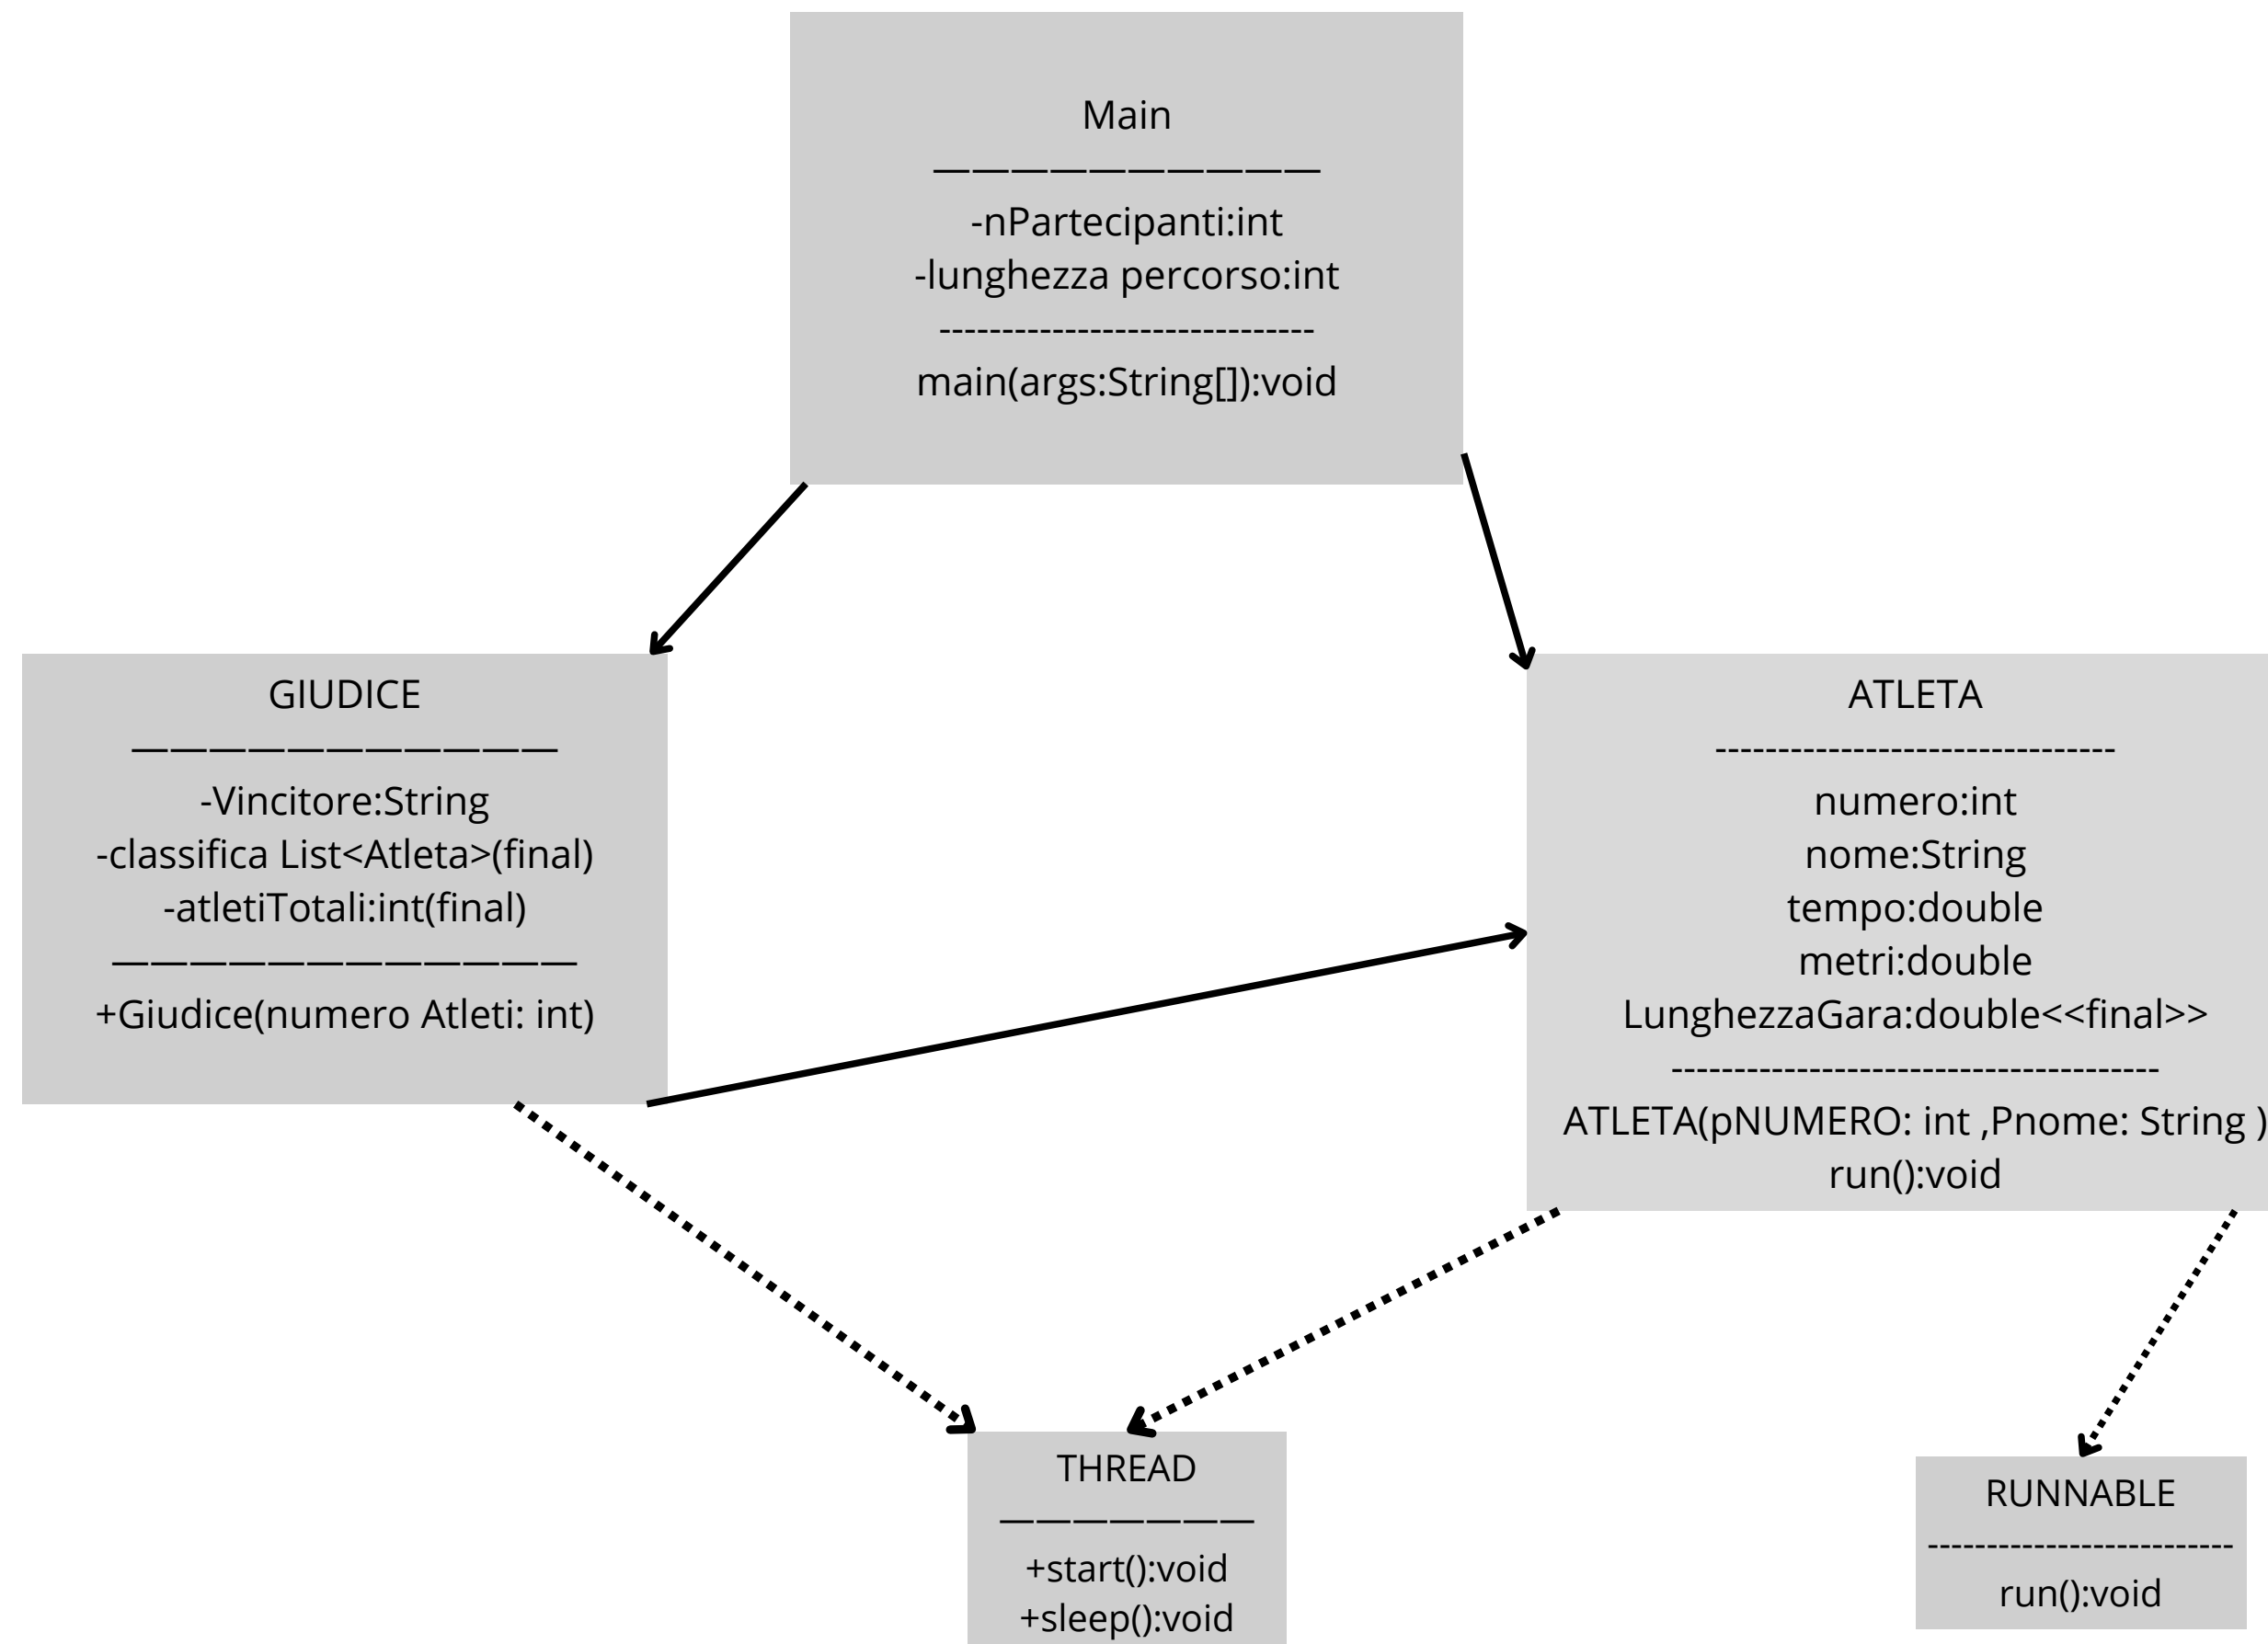 Main
——————————
-nPartecipanti:int
-lunghezza percorso:int
------------------------------
main(args:String[]):void
GIUDICE
———————————
-Vincitore:String
-classifica List<Atleta>(final)
-atletiTotali:int(final)
————————————
+Giudice(numero Atleti: int)
ATLETA
--------------------------------
numero:int
nome:String
tempo:double
metri:double
LunghezzaGara:double<<final>>
---------------------------------------
ATLETA(pNUMERO: int ,Pnome: String )
run():void
THREAD
———————
+start():void
+sleep():void
RUNNABLE
--------------------------
run():void